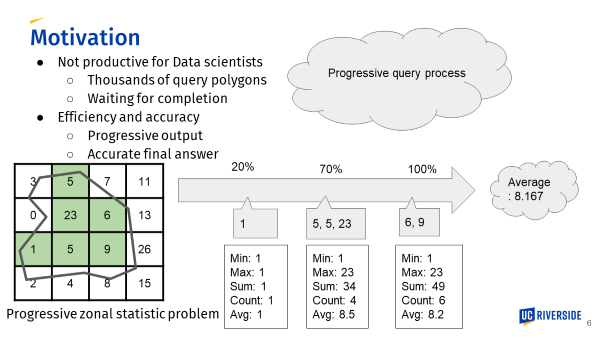 Motivation
● Not productive for Data scientists
○ Thousands of query polygons
○ Waiting for completion
● Efficiency and accuracy
○ Progressive output
○ Accurate final answer
Progressive query process
3 5 7 11
0 23 6 13
1 5 9 26
2 4 8 15
Progressive zonal statistic problem
20% 70% 100%
1
5, 5, 23
6, 9
Min: 1
Max: 1
Sum: 1
Count: 1
Avg: 1
Min: 1
Max: 23
Sum: 34
Count: 4
Avg: 8.5
Min: 1
Max: 23
Sum: 49
Count: 6
Avg: 8.2
Average
: 8.167
UC RIVERSIDE
6